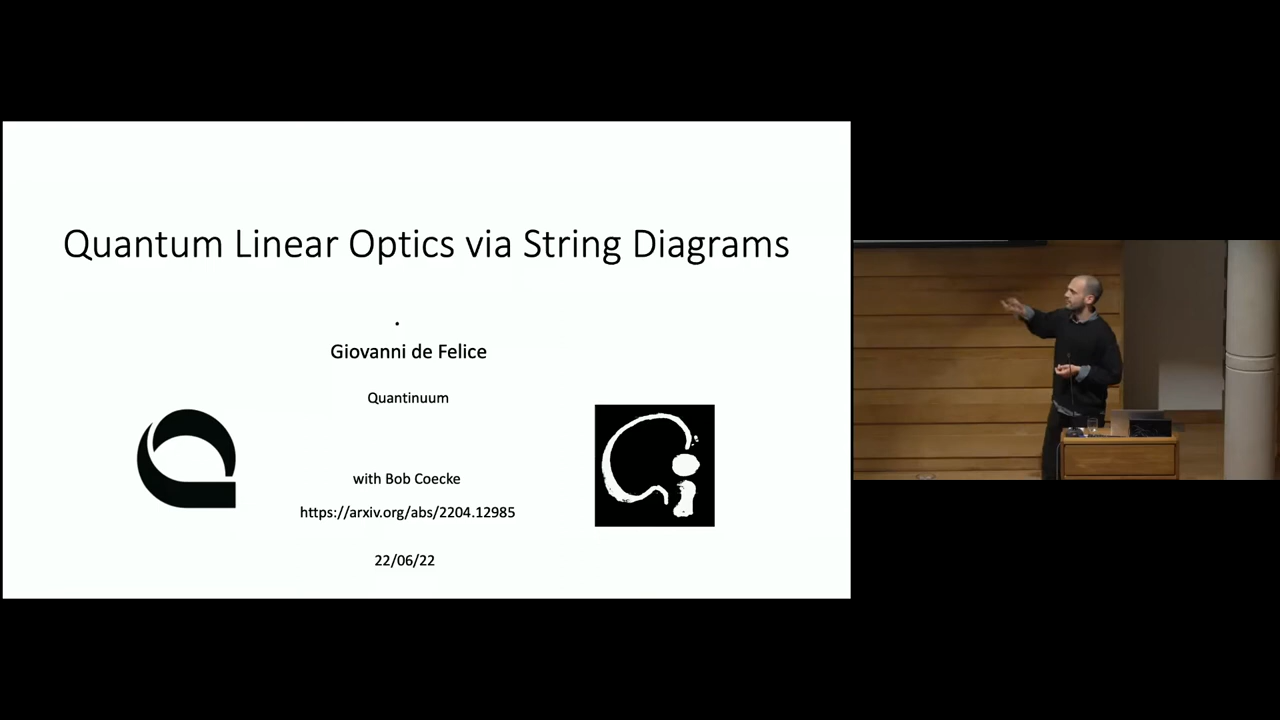 Quantum Linear Optics via String Diagrams
.
Giovanni de Felice
Quantinuum
with Bob Coecke
https://arxiv.org/abs/2204.12985
22/06/22